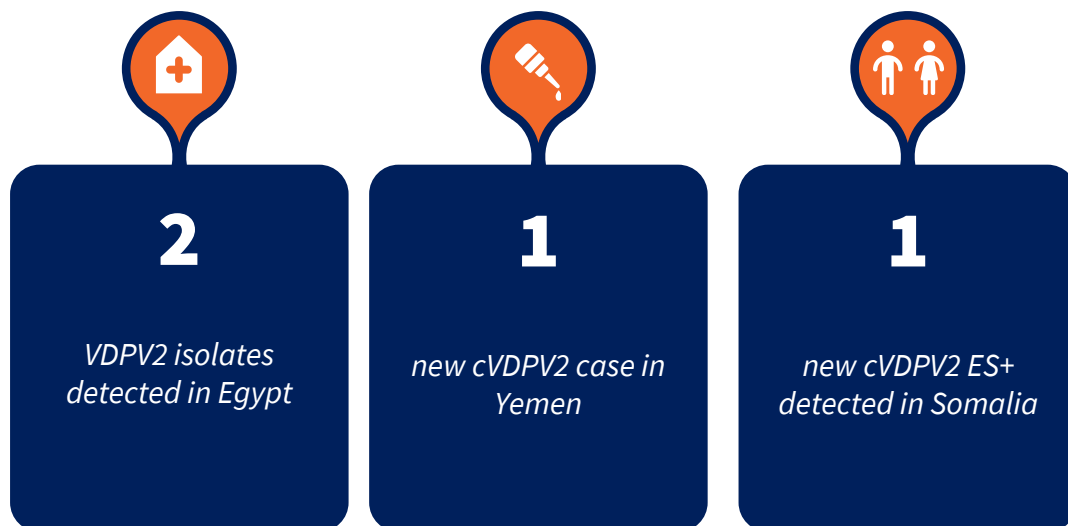 2
VDPV2 isolates
detected in Egypt
1
new cVDPV2 case in
Yemen
1
new cVDPV2 ES+
detected in Somalia